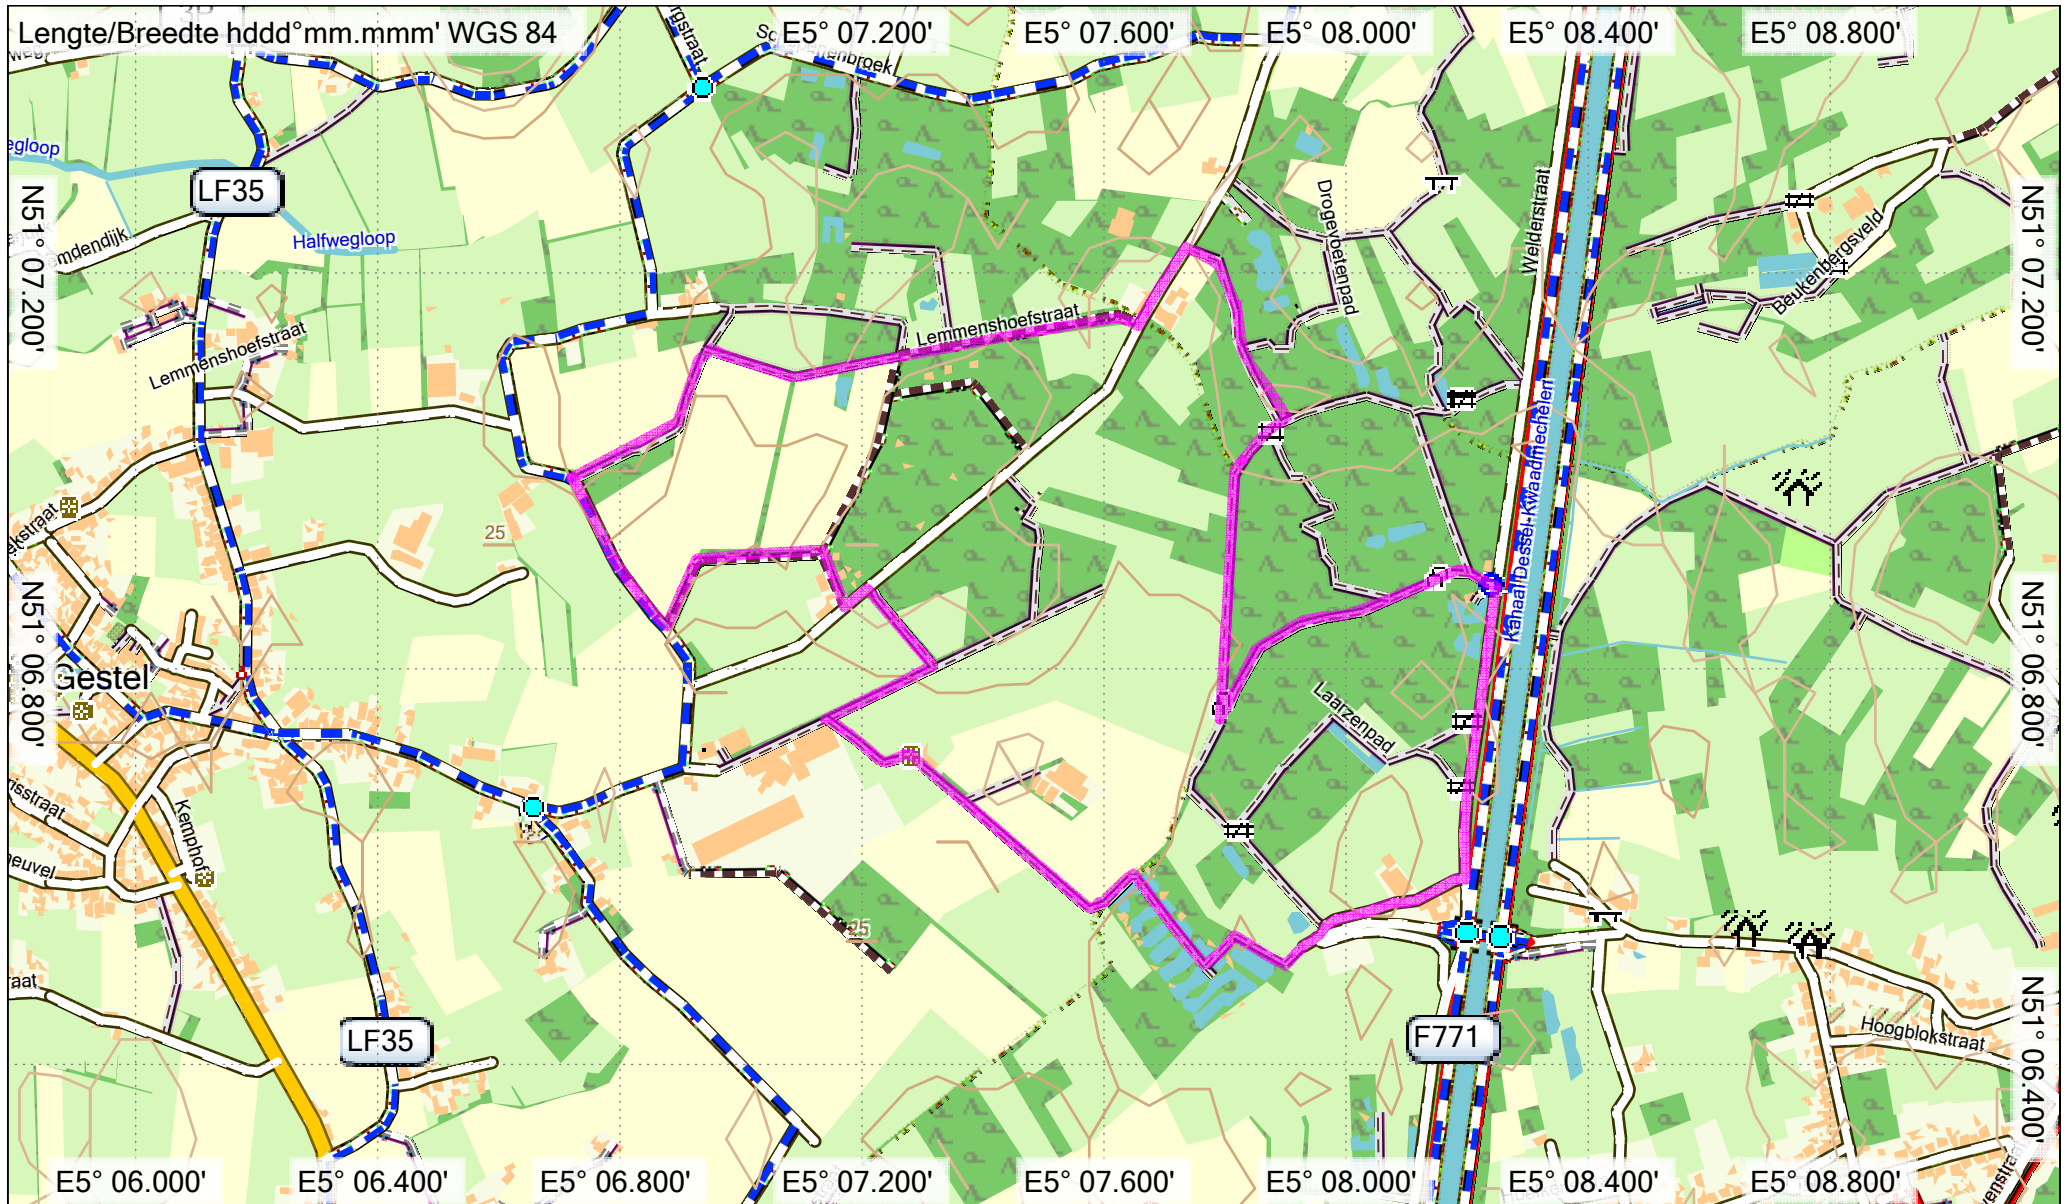 Lengte/Breedte hddd°mm.mmm' WGS 84
E5° 07.200'
E5° 07.600'
E5° 08.000'
E5° 08.400'
E5° 08.800'
LF35
Halfwegloop
N51° 07.200'
N51° 07.200'
Drogevoetenpad
Welderstraat
Beukenbergsveld
Lemmenshoefstraat
Lemmenshoefstraat
Kanaal Dessel-Kwaadmechelen
25
N51° 06.800'
N51° 06.800'
Gestel
Laarzenpad
Kemphof
25
LF35
F771
Hoogblokstraat
N51° 06.400'
E5° 06.000'
E5° 06.400'
E5° 06.800'
E5° 07.200'
E5° 07.600'
E5° 08.000'
E5° 08.400'
E5° 08.800'